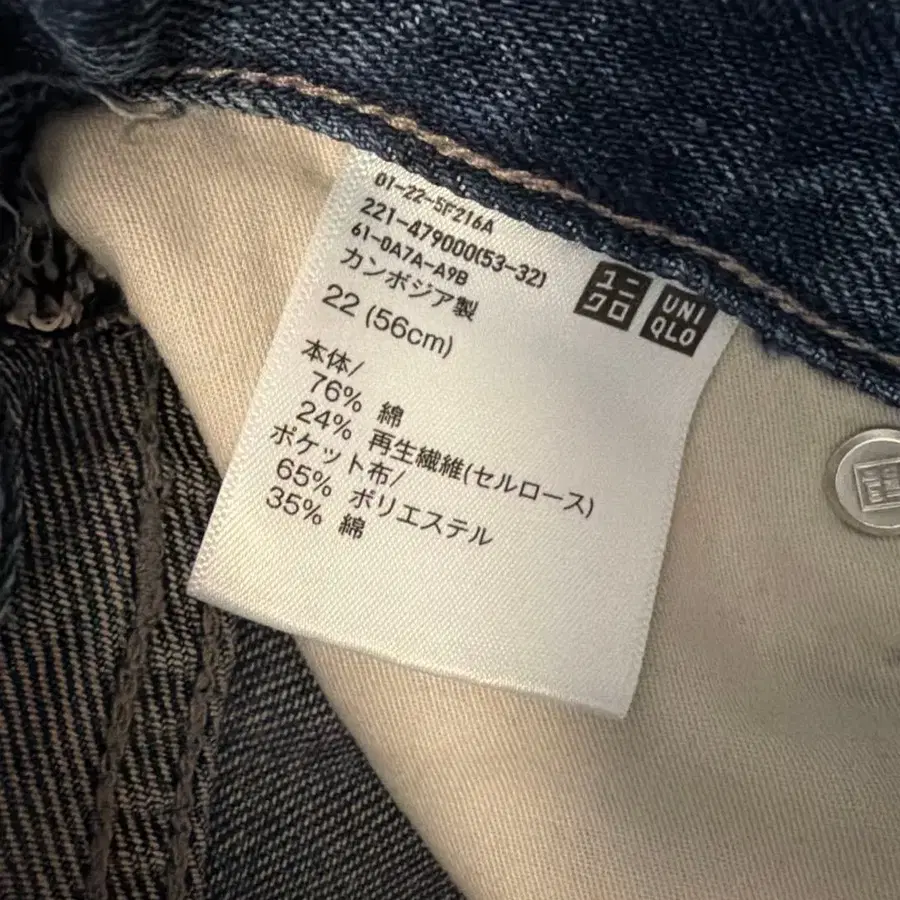 01-22-5F216A
221-479000(53-32)
61-0A7A-A9B
カンボジア製
22 (56cm)
ユニ
クロ
UNI
QLO
本体/
76% 綿
24% 再生繊維(セルロース)
ポケット布/
65% ポリエステル
35% 綿